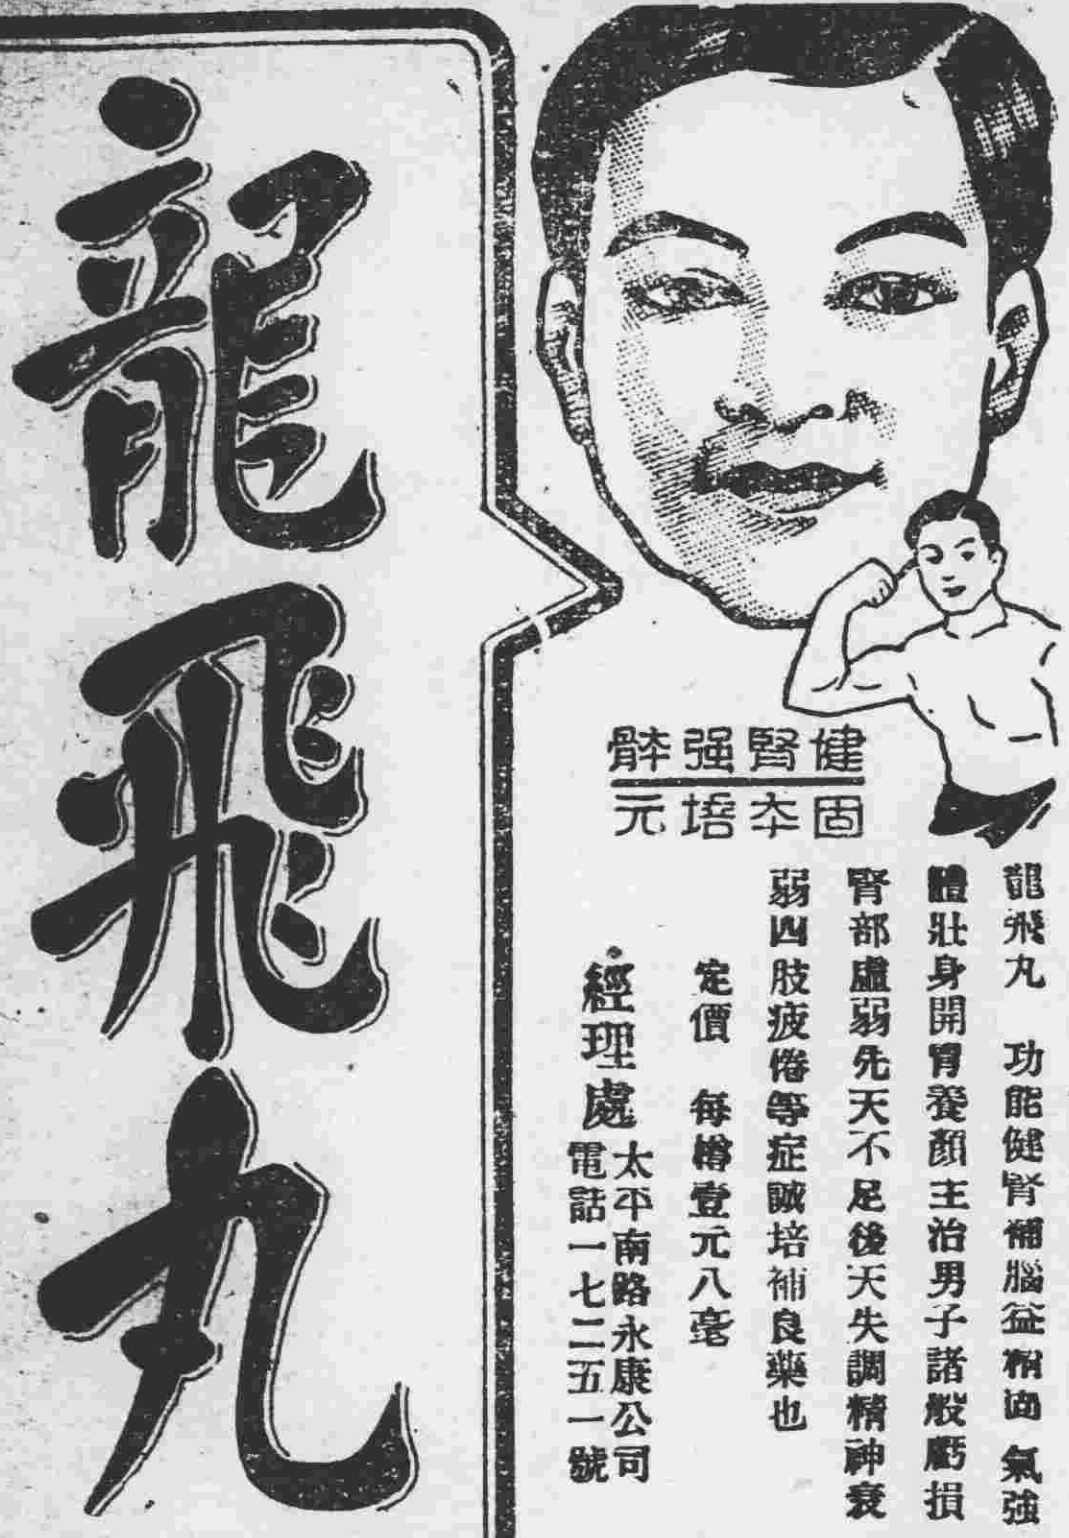 健腎强骵
固夲培元
龍飛丸　功能健腎補腦益精固氣強
體壯身開胃養顏主治男子諸般虧損
腎部虛弱先天不足後天失調精神衰
弱四肢疲倦等症誠培補良藥也
定價　每樽壹元八毫
經理處
太平南路永康公司
電話一七二五一號
龍飛丸